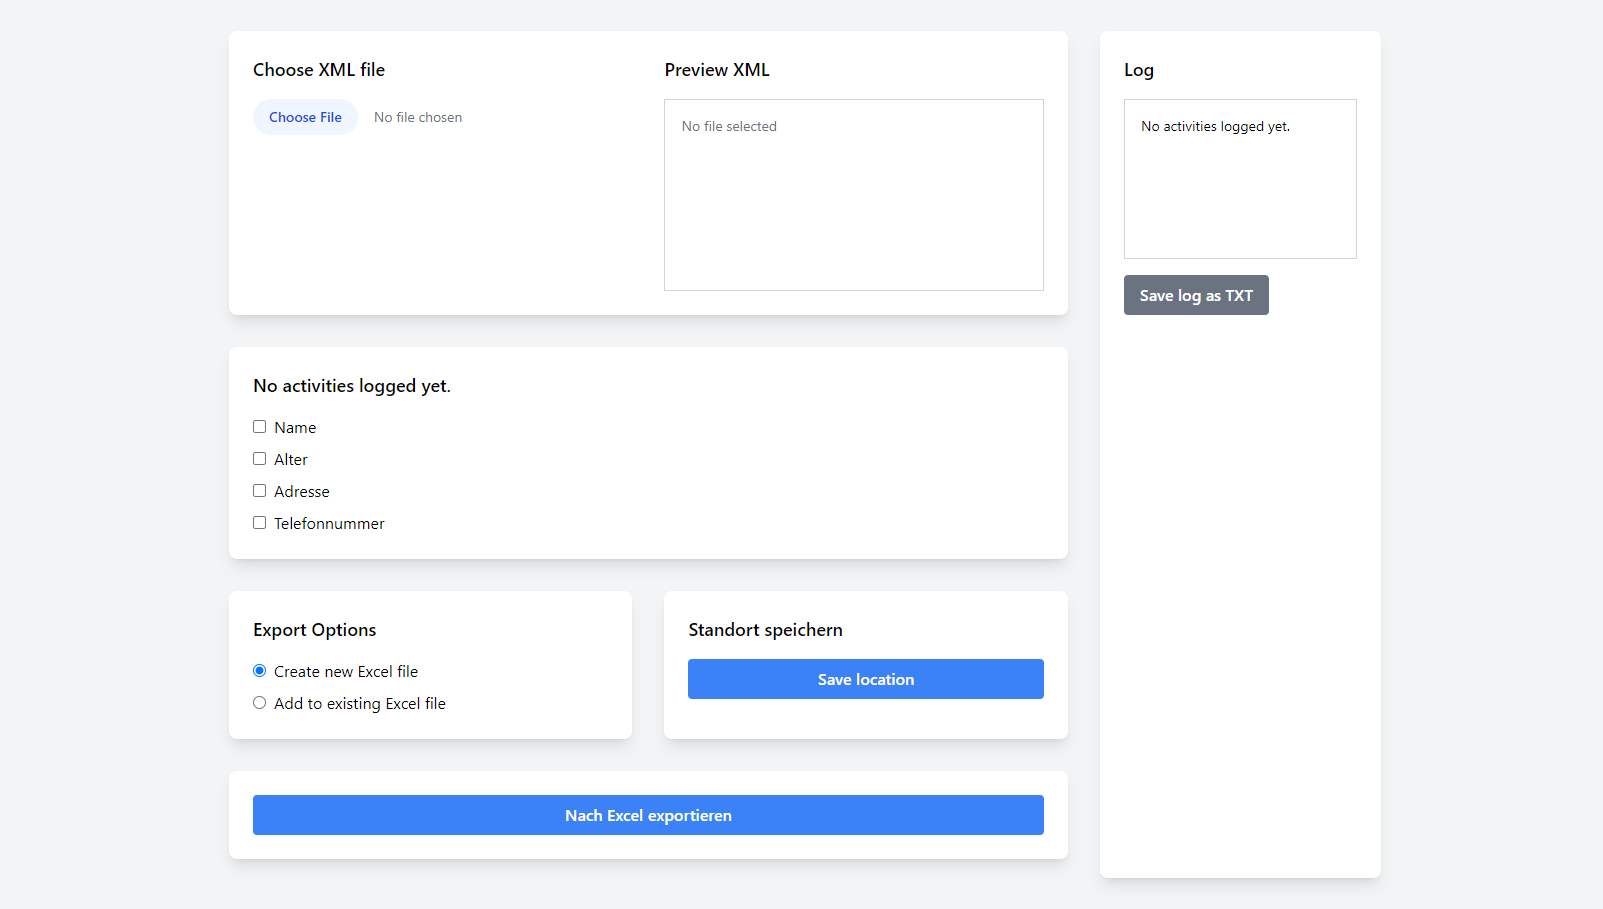 Choose XML file
Choose File
No file chosen
Preview XML
No file selected
Log
No activities logged yet.
Save log as TXT
No activities logged yet.
Name
Alter
Adresse
Telefonnummer
Export Options
Create new Excel file
Add to existing Excel file
Standort speichern
Save location
Nach Excel exportieren